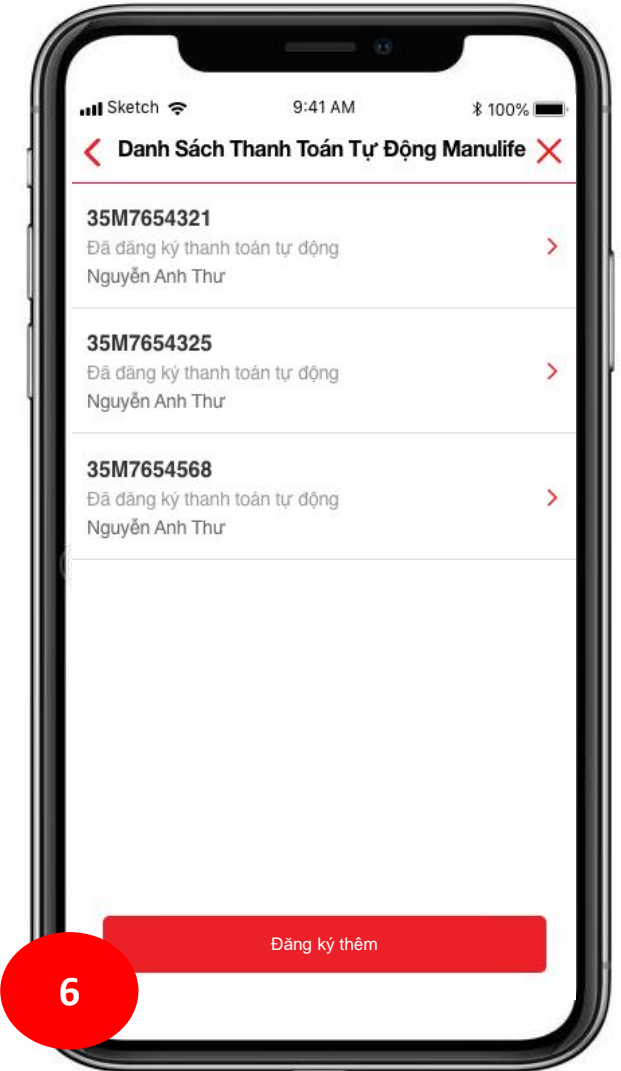 Sketch 9:41 AM 100%
Danh Sách Thanh Toán Tự Động Manulife
35M7654321
Đã đăng ký thanh toán tự động
Nguyễn Anh Thư
35M7654325
Đã đăng ký thanh toán tự động
Nguyễn Anh Thư
35M7654568
Đã đăng ký thanh toán tự động
Nguyễn Anh Thư
Đăng ký thêm
6